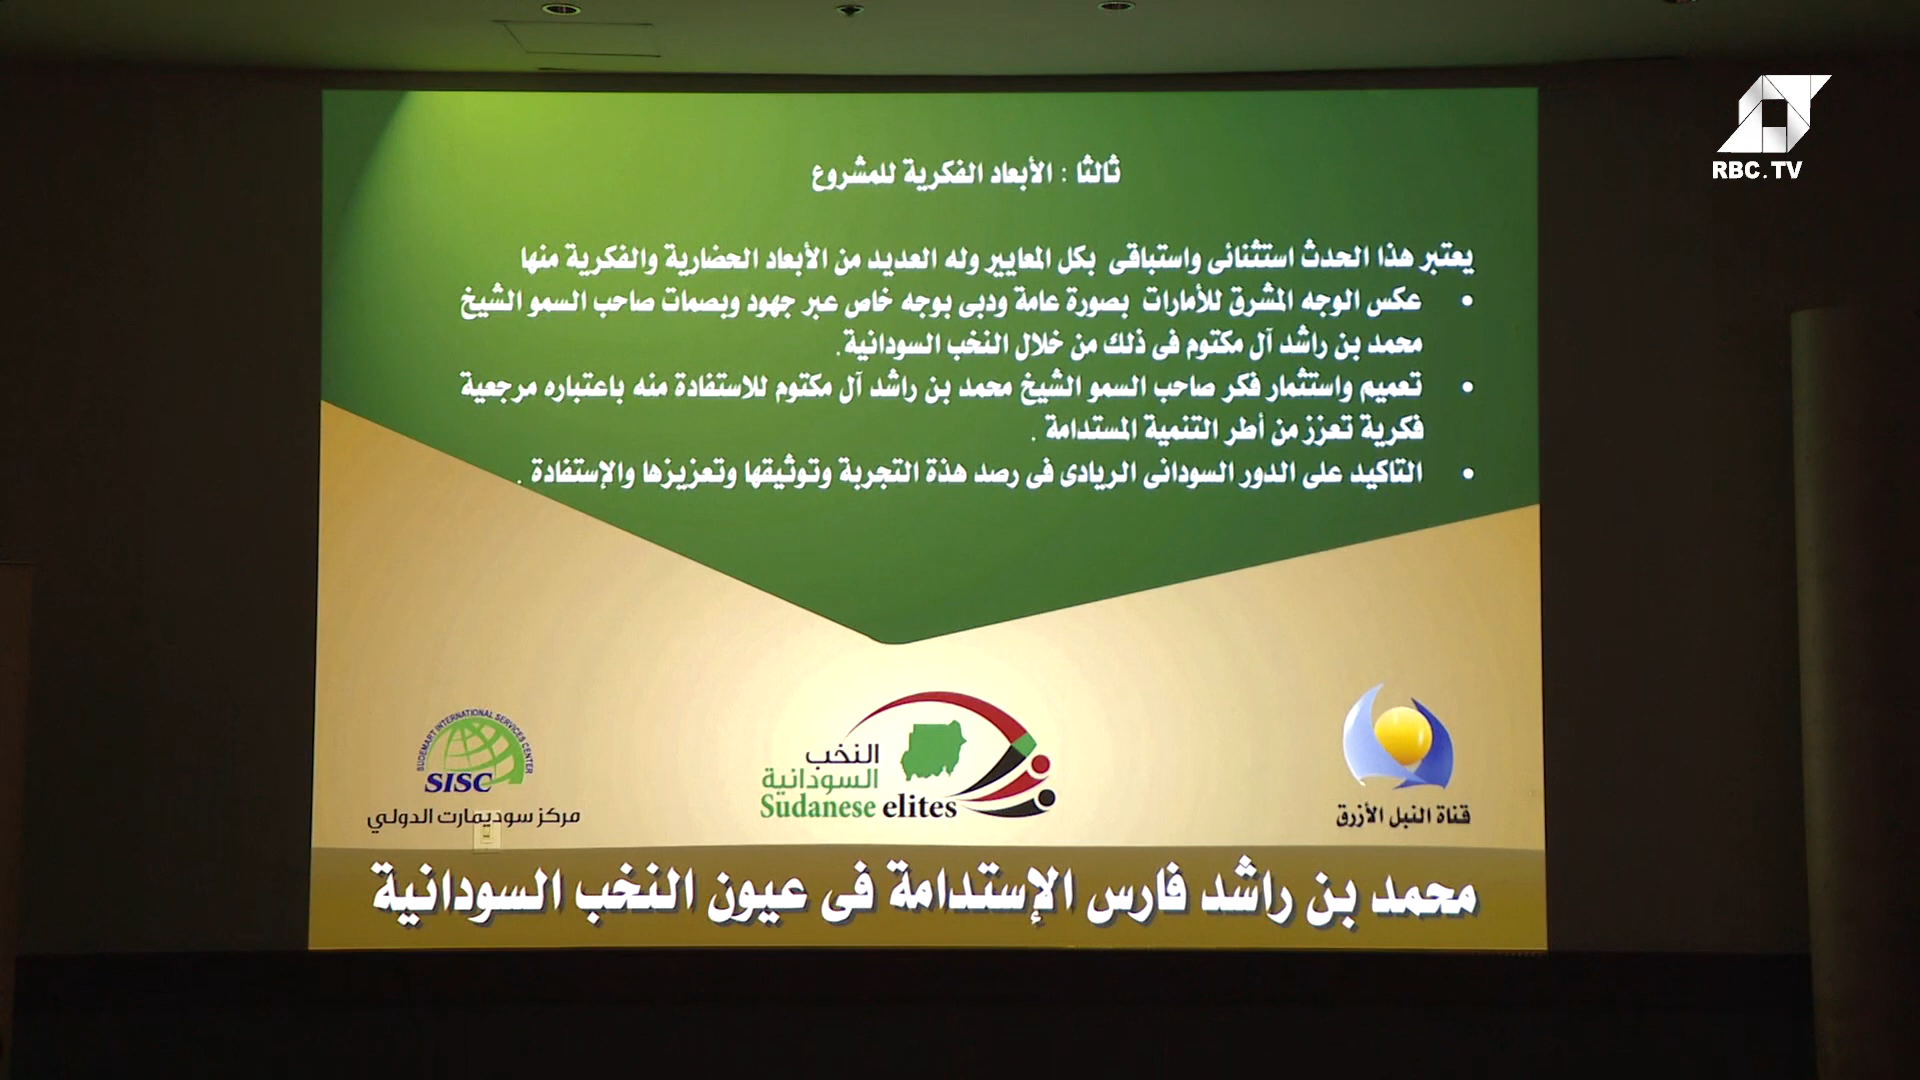 RBC.TV
ثالثا : الأبعاد الفكرية للمشروع
يعتبر هذا الحدث استثنائى واستباقى بكل المعايير وله العديد من الأبعاد الحضارية والفكرية منها
• عكس الوجه المشرق للأمارات بصورة عامة ودبى بوجه خاص عبر جهود وبصمات صاحب السمو الشيخ
محمد بن راشد آل مكتوم فى ذلك من خلال النخب السودانية.
• تعميم واستثمار فكر صاحب السمو الشيخ محمد بن راشد آل مكتوم للاستفادة منه باعتباره مرجعية
فكرية تعزز من أطر التنمية المستدامة .
• التاكيد على الدور السودانى الريادى فى رصد هذة التجربة وتوثيقها وتعزيزها والإستفادة .
قناة النيل الأزرق
النخب
السودانية
Sudanese elites
SUDEMART INTERNATIONAL SERVICES CENTER
SISC
مركز سوديمارت الدولي
محمد بن راشد فارس الإستدامة فى عيون النخب السودانية